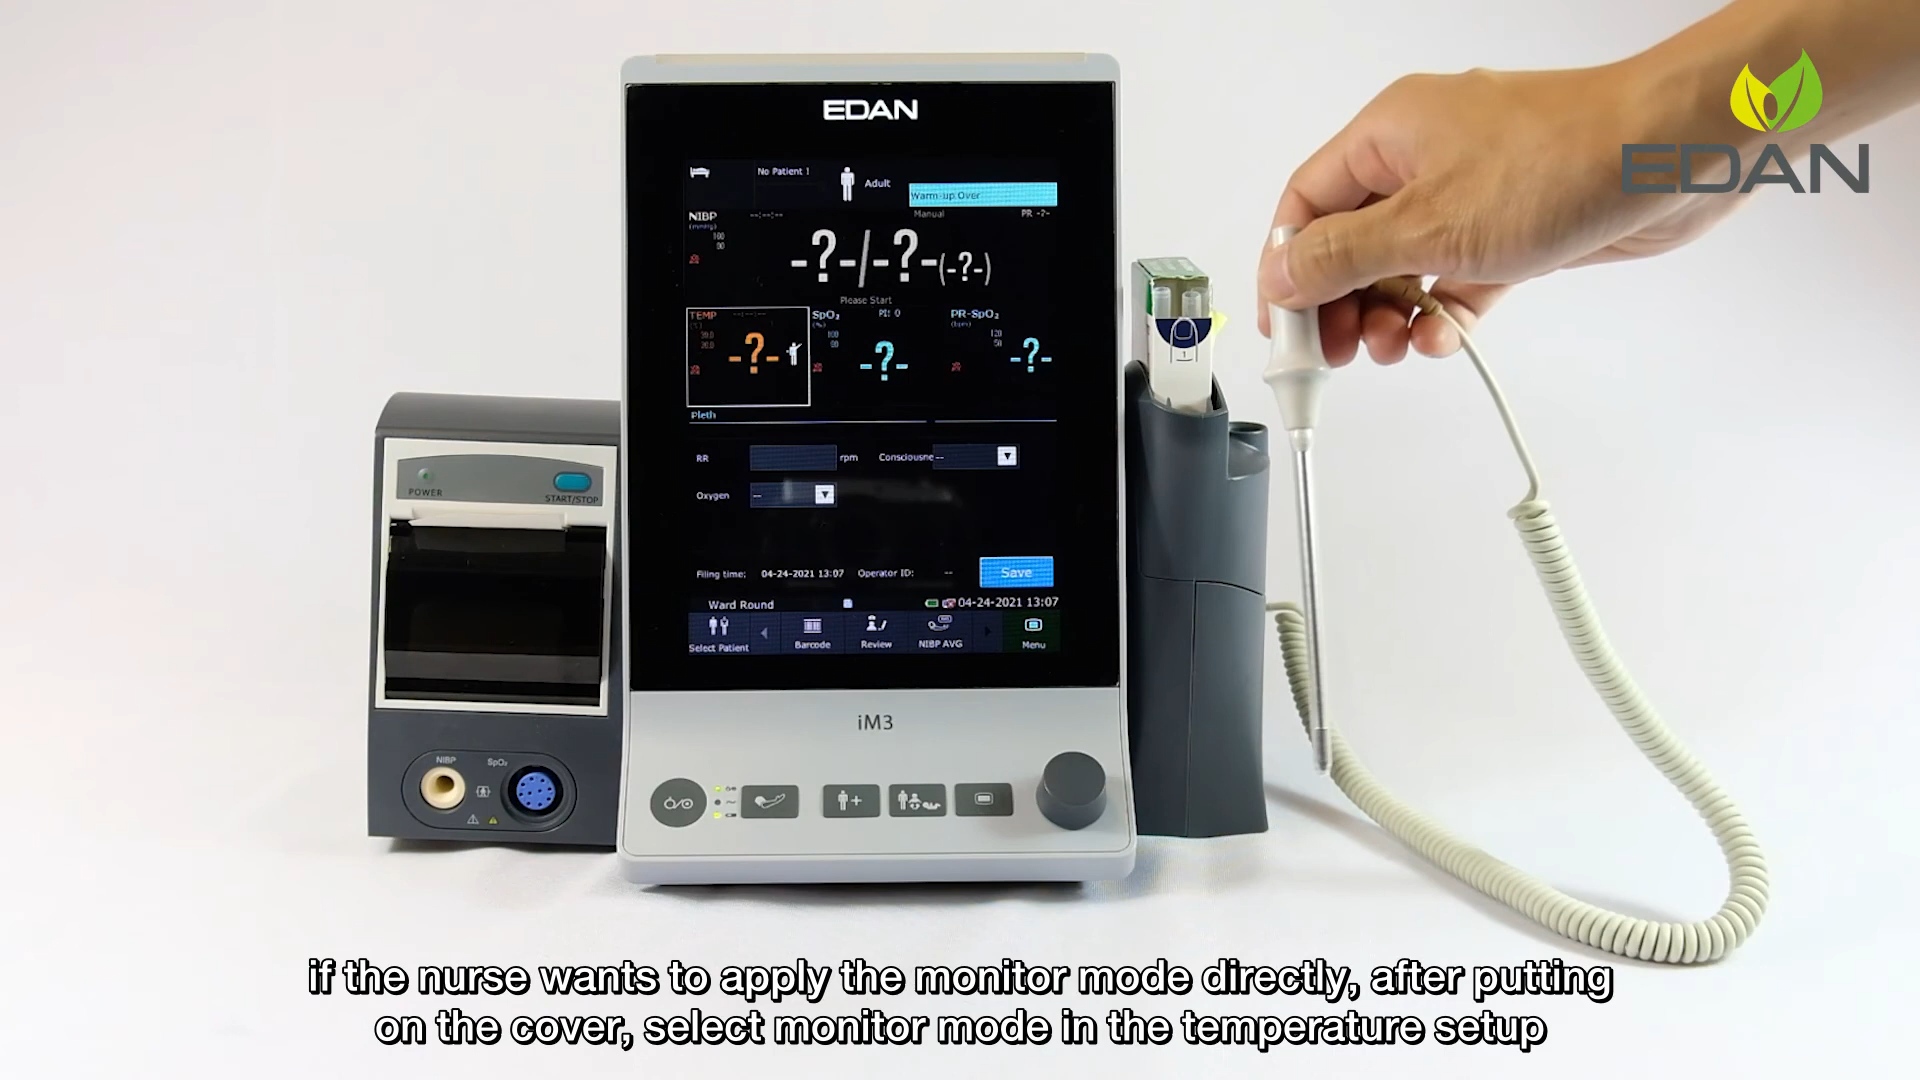 EDAN
EDAN
No Patient 1
Adult
Warm-up Over
NIBP
(mmHg)
--:--:--
Manual
PR -?-
-?-/-?-(-?-)
Please Start
TEMP
--:--:--
SpO₂
(%)
PI: 0
PR-SpO₂
(bpm)
-?-
-?-
-?-
Pleth
RR
rpm
Consciousne
--
Oxygen
--
Filing time:
04-24-2021 13:07
Operator ID:
--
Save
Ward Round
04-24-2021 13:07
Select Patient
Barcode
Review
NIBP AVG
Menu
POWER
START/STOP
1
iM3
NIBP
SpO₂
if the nurse wants to apply the monitor mode directly, after putting
on the cover, select monitor mode in the temperature setup